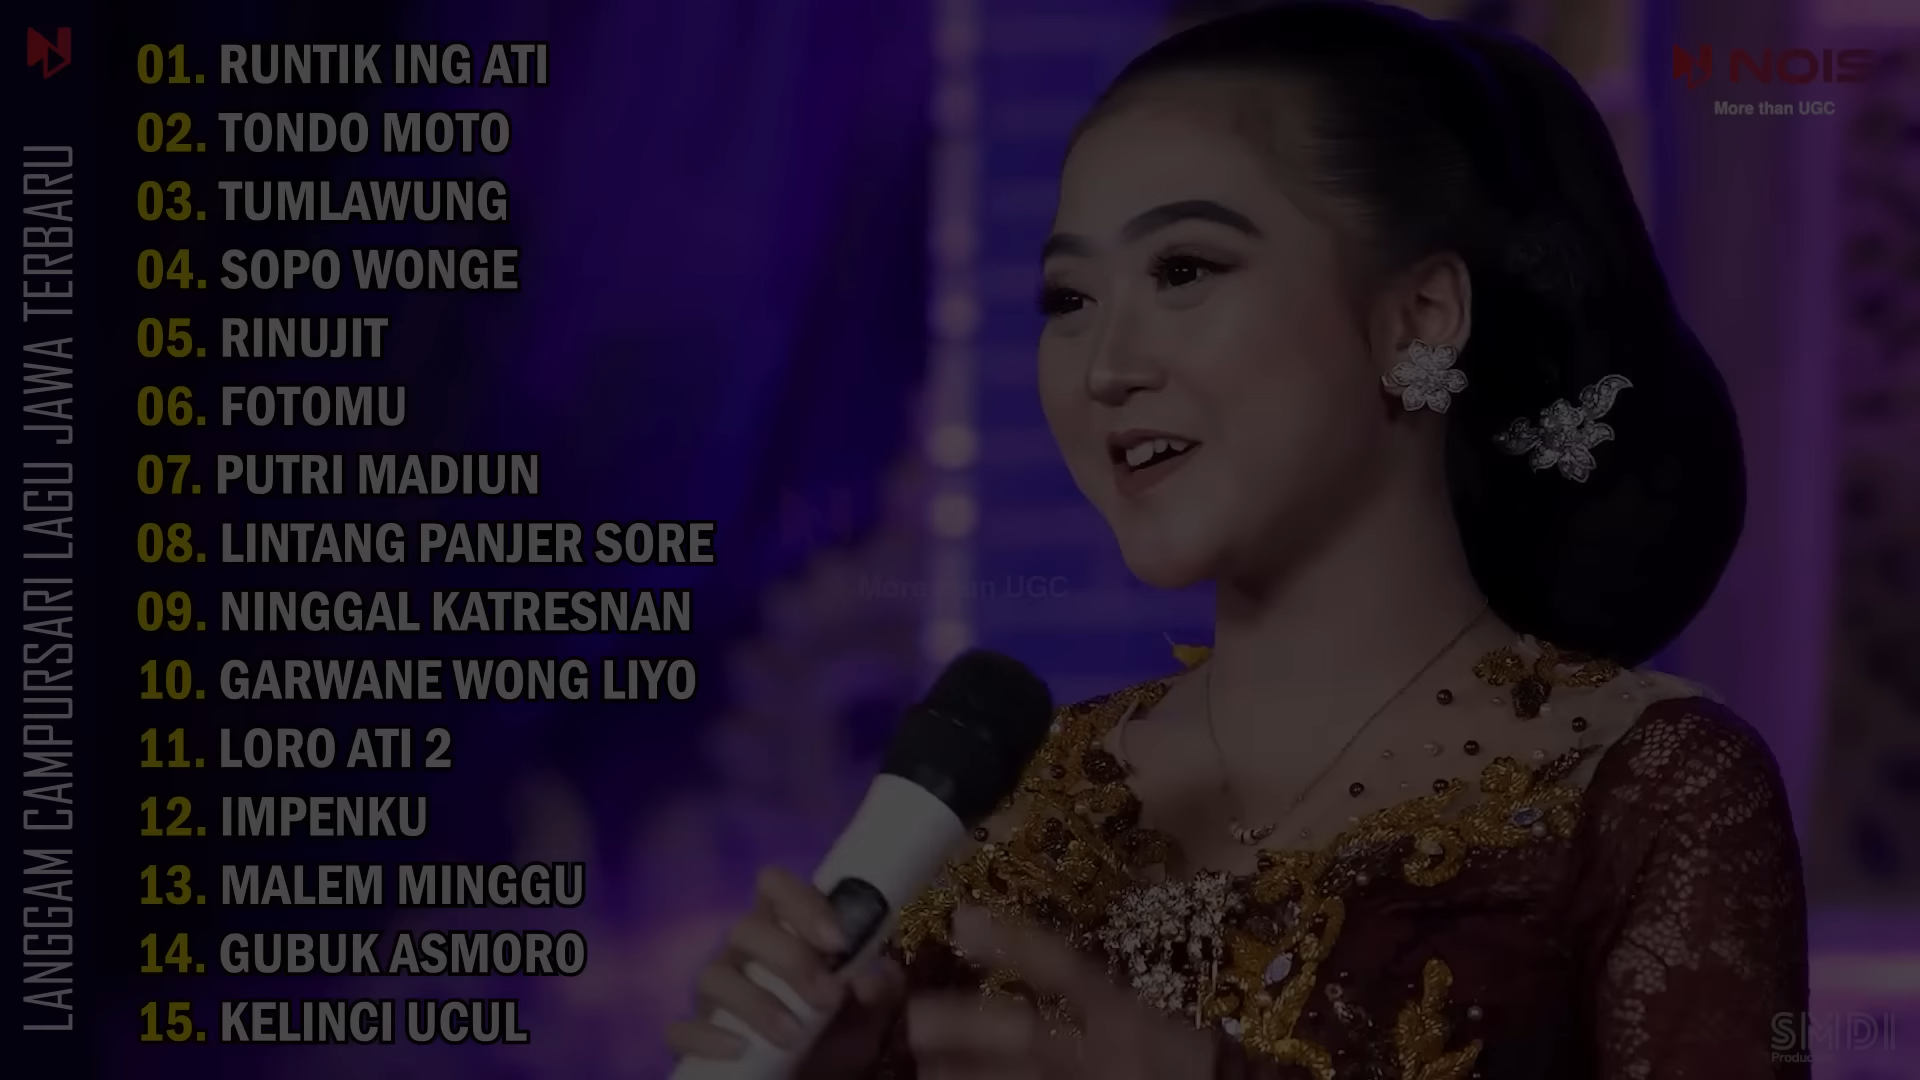 LANGGAM CAMPURSARI LAGU JAWA TERBARU
01. RUNTIK ING ATI
02. TONDO MOTO
03. TUMLAWUNG
04. SOPO WONGE
05. RINUJIT
06. FOTOMU
07. PUTRI MADIUN
08. LINTANG PANJER SORE
09. NINGGAL KATRESNAN
10. GARWANE WONG LIYO
11. LORO ATI 2
12. IMPENKU
13. MALEM MINGGU
14. GUBUK ASMORO
15. KELINCI UCUL
NOIS
More than UGC
More than UGC
SMDI